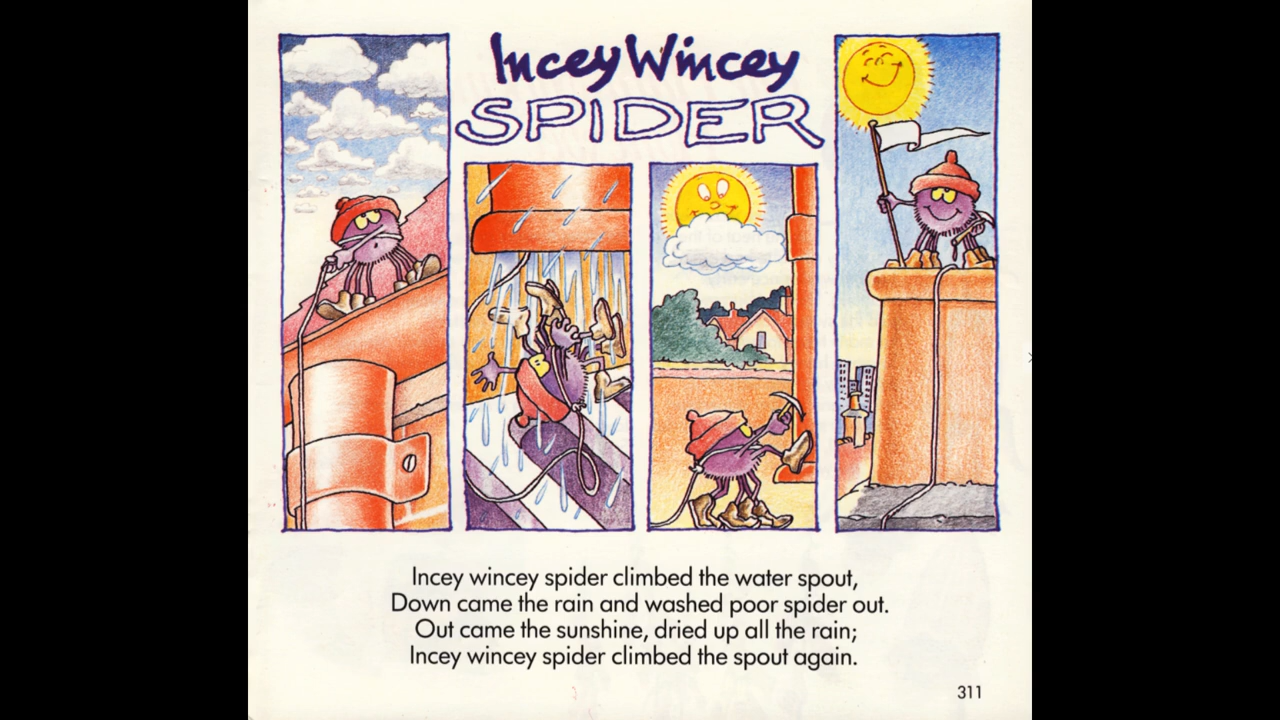 Incey Wincey
SPIDER
Incey wincey spider climbed the water spout,
Down came the rain and washed poor spider out.
Out came the sunshine, dried up all the rain;
Incey wincey spider climbed the spout again.
311